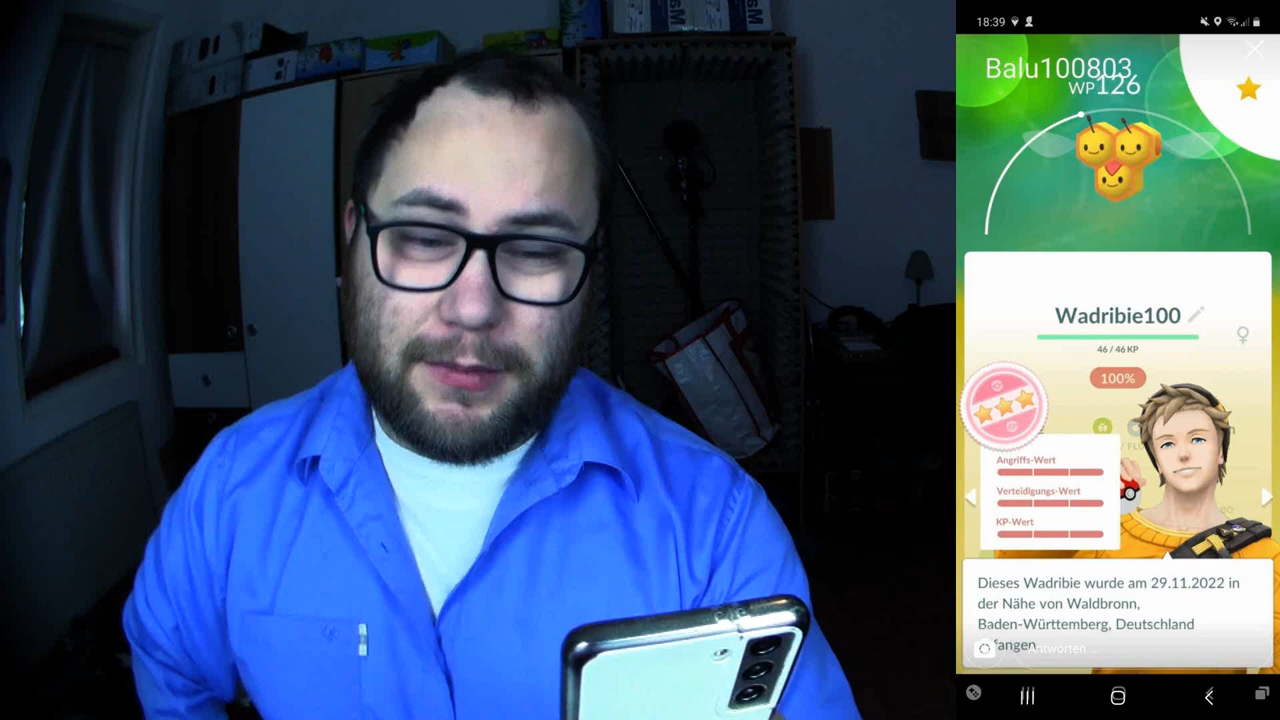 18:39
Balu100803
WP126
Wadribie100
46 / 46 KP
100%
Angriffs-Wert
Verteidigungs-Wert
KP-Wert
Dieses Wadribie wurde am 29.11.2022 in
der Nähe von Waldbronn,
Baden-Württemberg, Deutschland
Antworten...